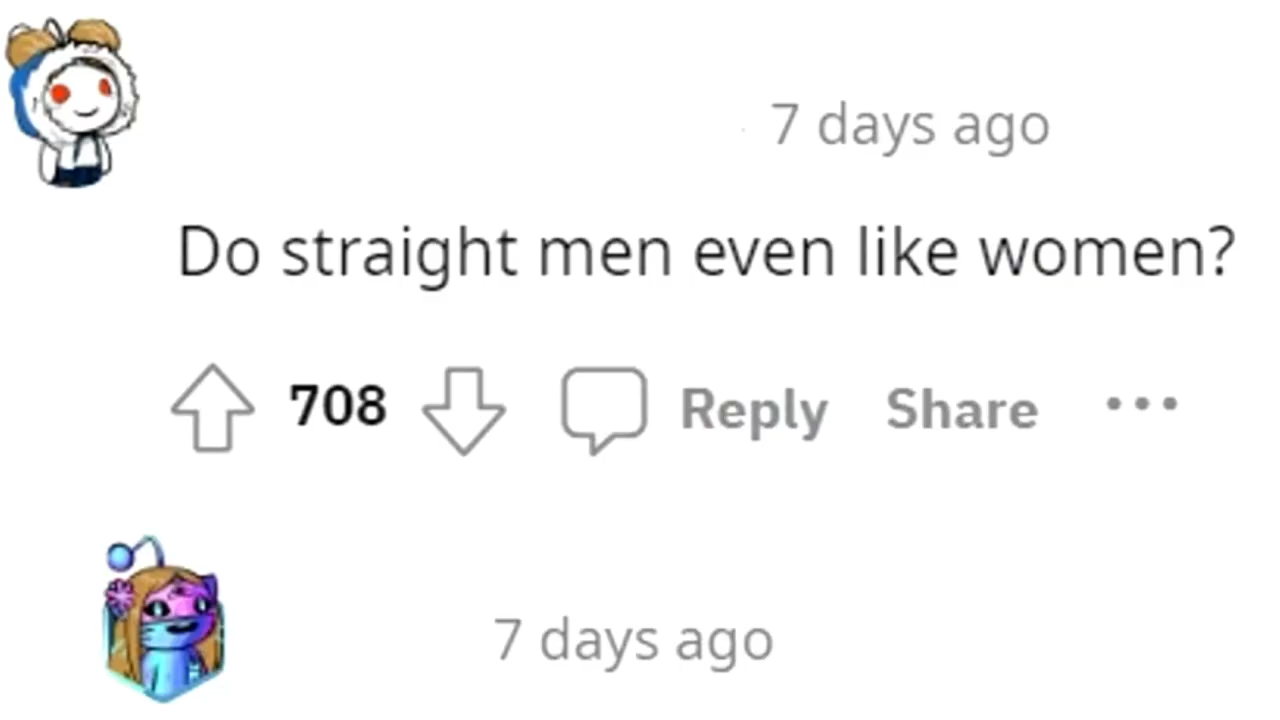 7 days ago
Do straight men even like women?
708 Reply Share ...
7 days ago